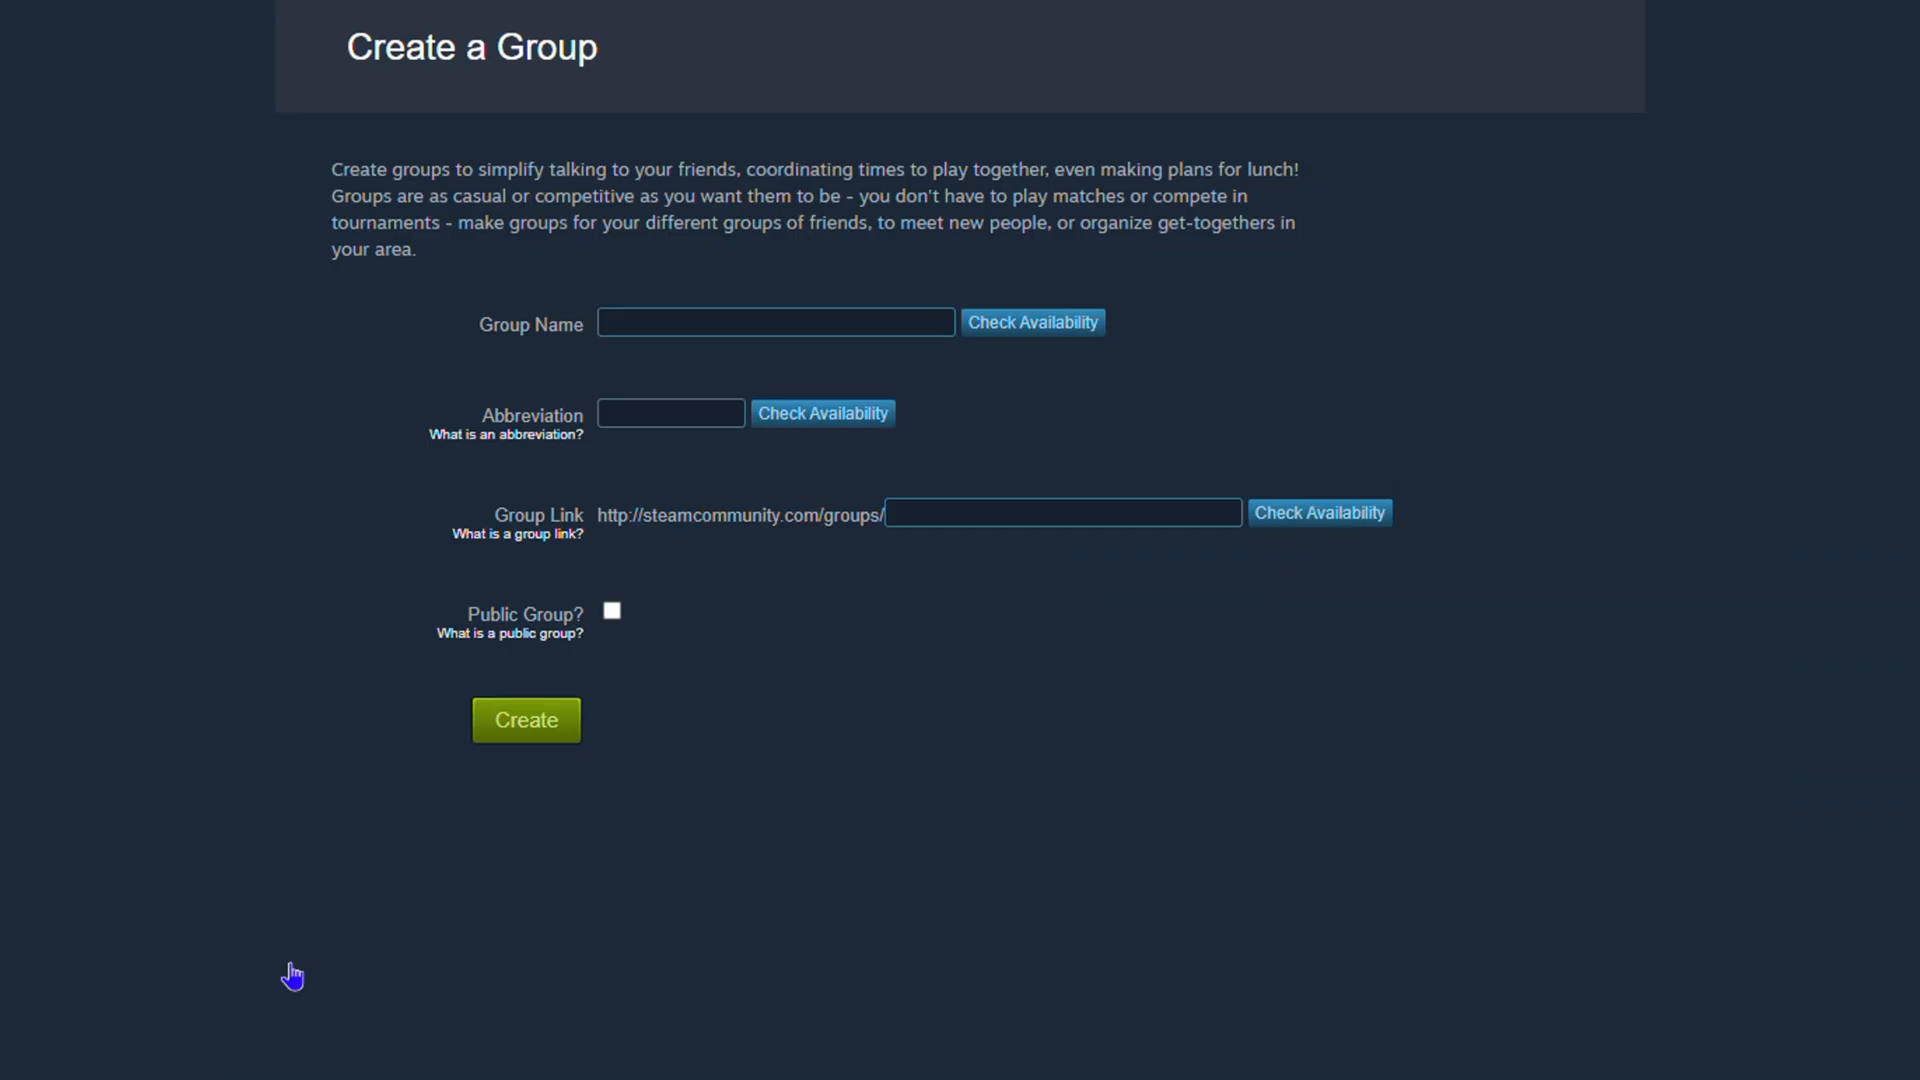 Create a Group
Create groups to simplify talking to your friends, coordinating times to play together, even making plans for lunch!
Groups are as casual or competitive as you want them to be - you don't have to play matches or compete in
tournaments - make groups for your different groups of friends, to meet new people, or organize get-togethers in
your area.
Group Name Check Availability
Abbreviation Check Availability
What is an abbreviation?
Group Link http://steamcommunity.com/groups/ Check Availability
What is a group link?
Public Group?
What is a public group?
Create